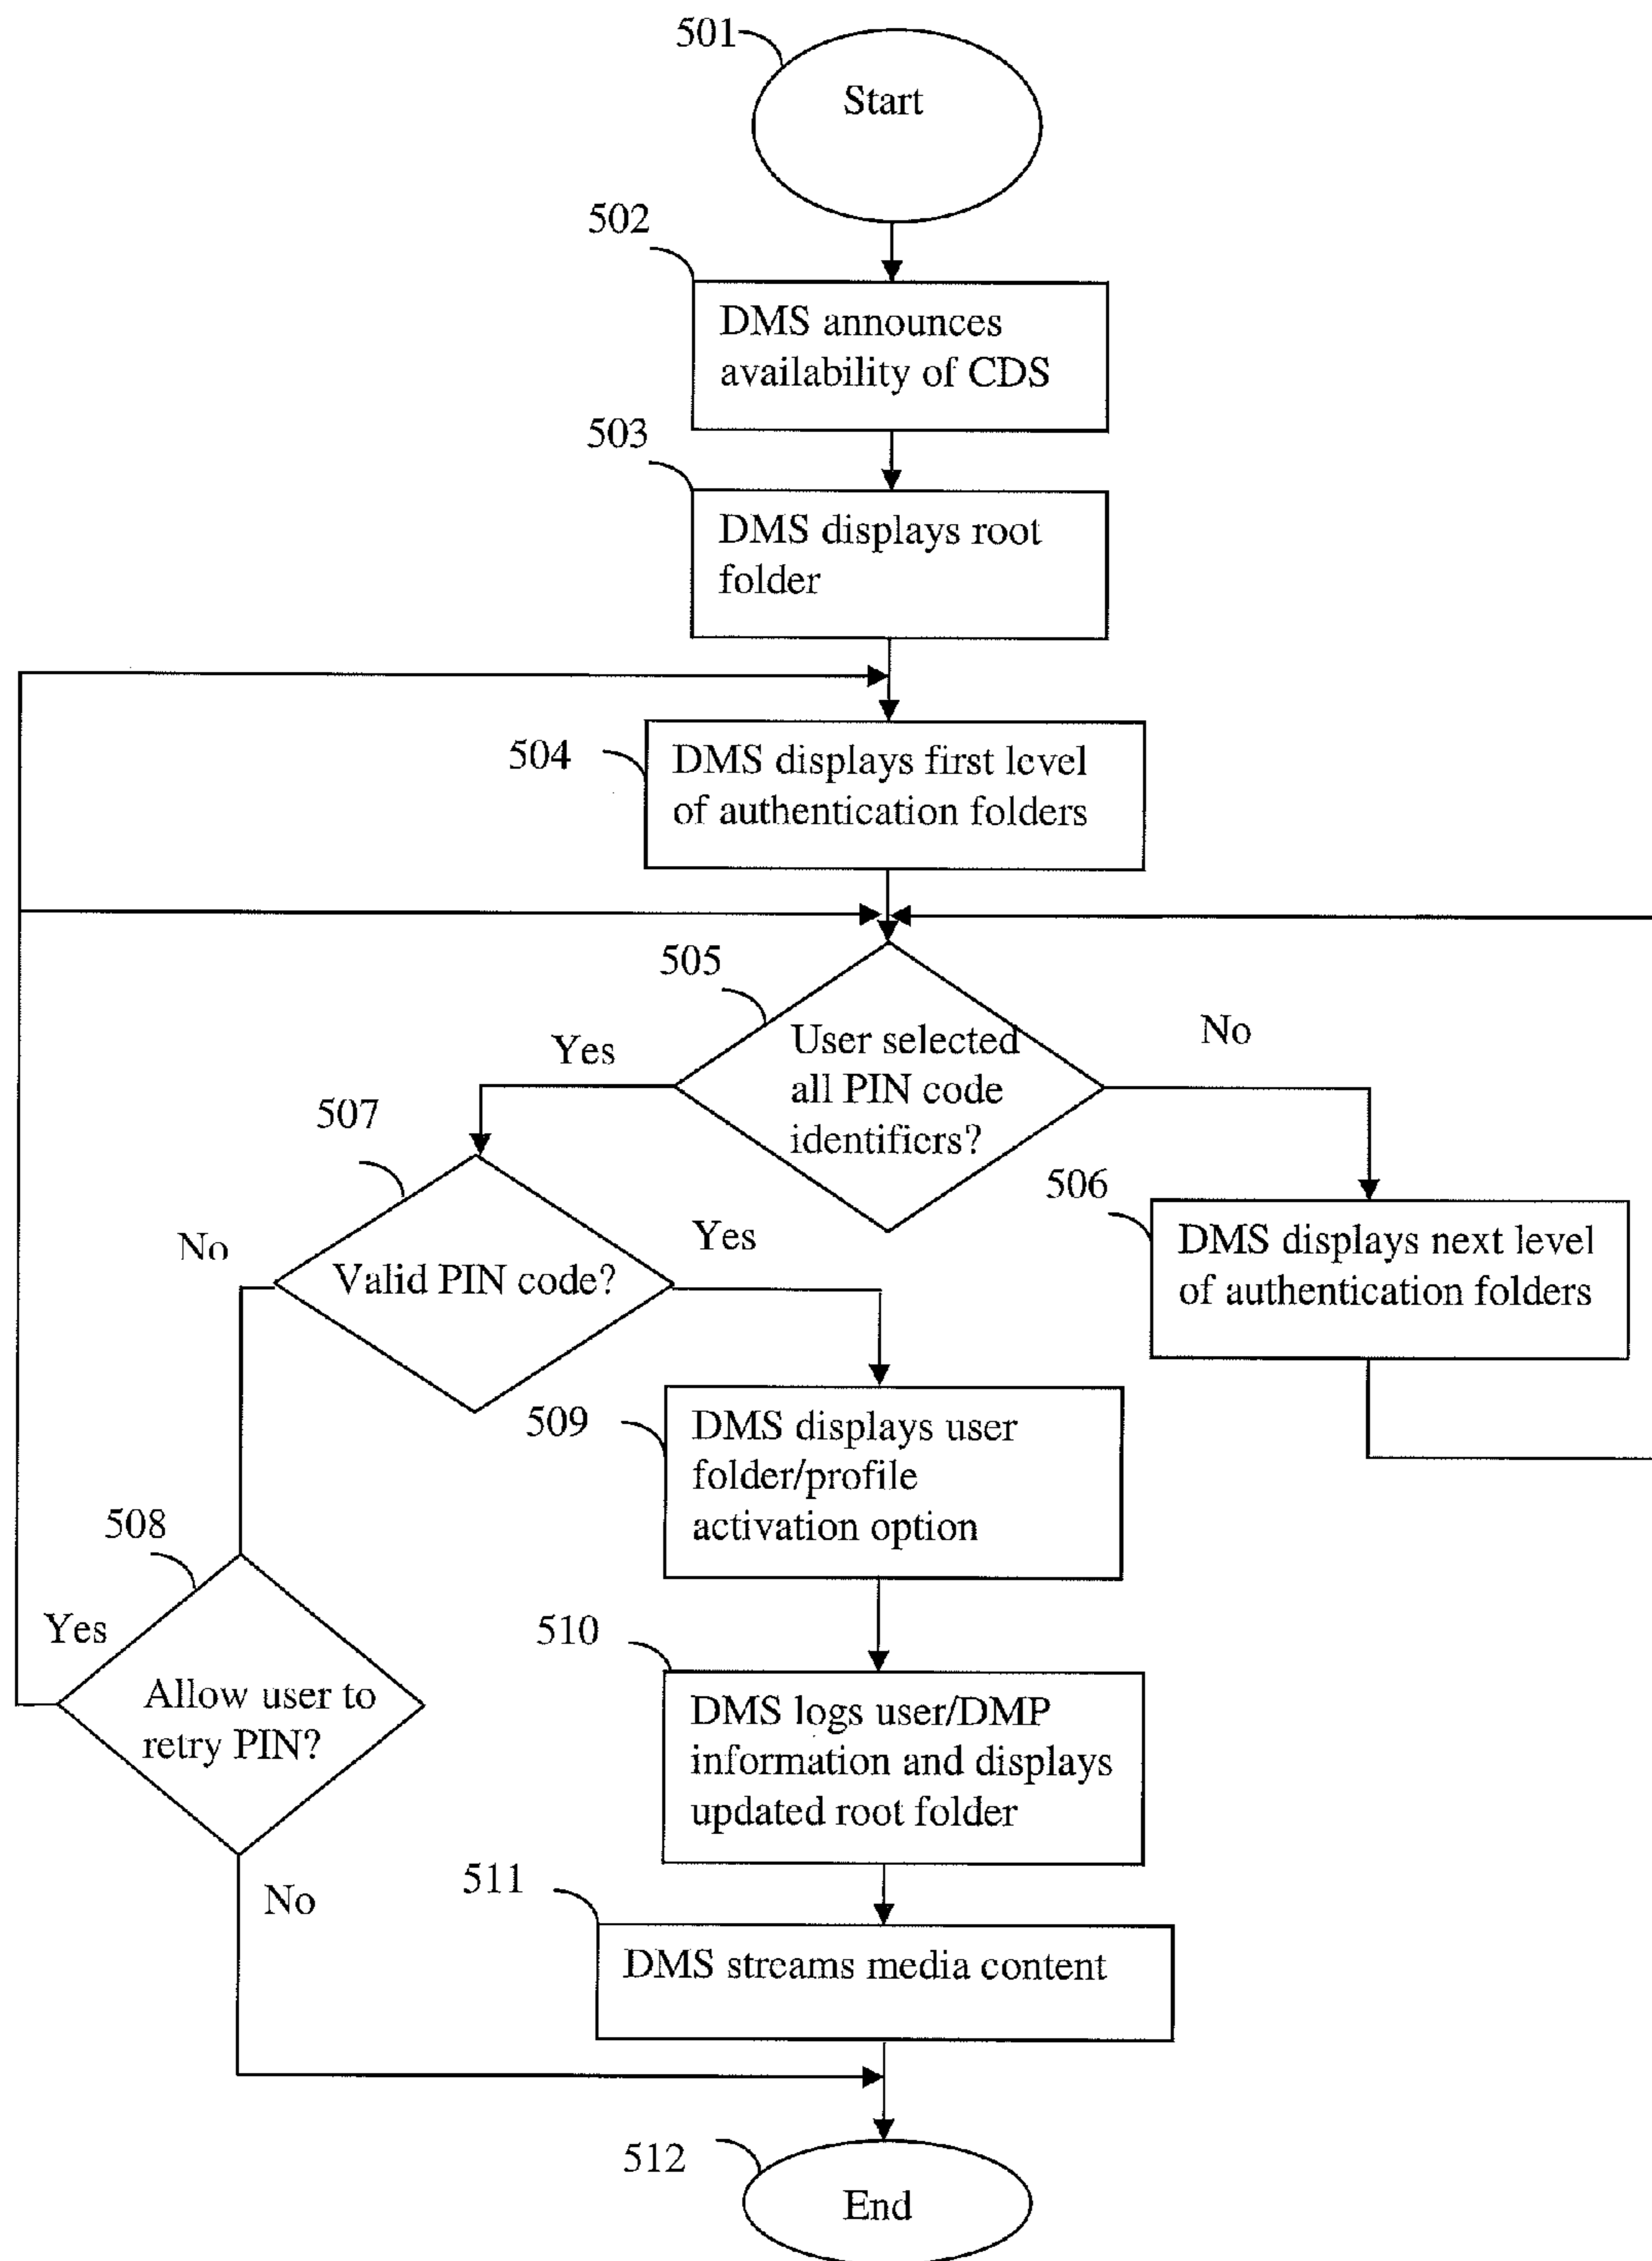 501
Start
502
DMS announces
availability of CDS
503
DMS displays root
folder
504
DMS displays first level
of authentication folders
505
User selected
all PIN code
identifiers?
Yes
No
507
Valid PIN code?
No
Yes
506
DMS displays next level
of authentication folders
509
DMS displays user
folder/profile
activation option
508
Yes
Allow user to
retry PIN?
No
510
DMS logs user/DMP
information and displays
updated root folder
511
DMS streams media content
512
End